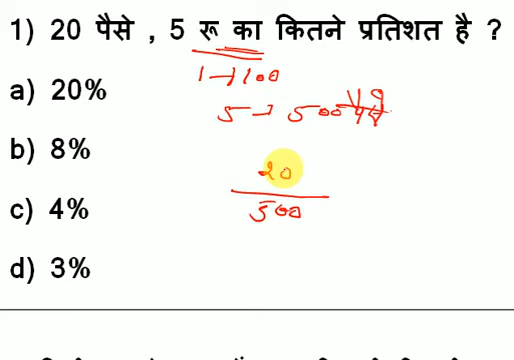 1) 20 पैसे , 5 रू का कितने प्रतिशत है ?
1 → 100
a) 20%
5 → 500
b) 8%
20
500
c) 4%
d) 3%